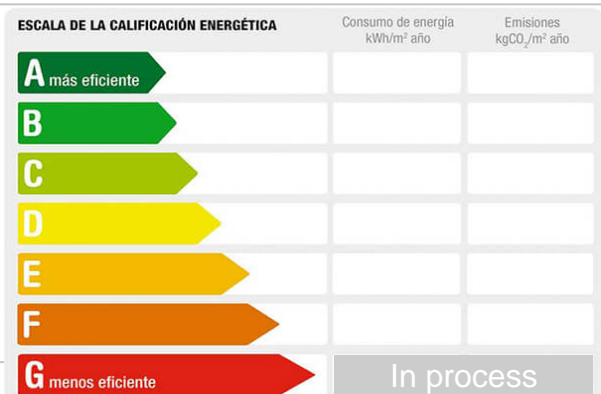 ESCALA DE LA CALIFICACIÓN ENERGÉTICA
Consumo de energía
kWh/m² año
Emisiones
kgCO₂/m² año
A más eficiente
B
C
D
E
F
G menos eficiente
In process